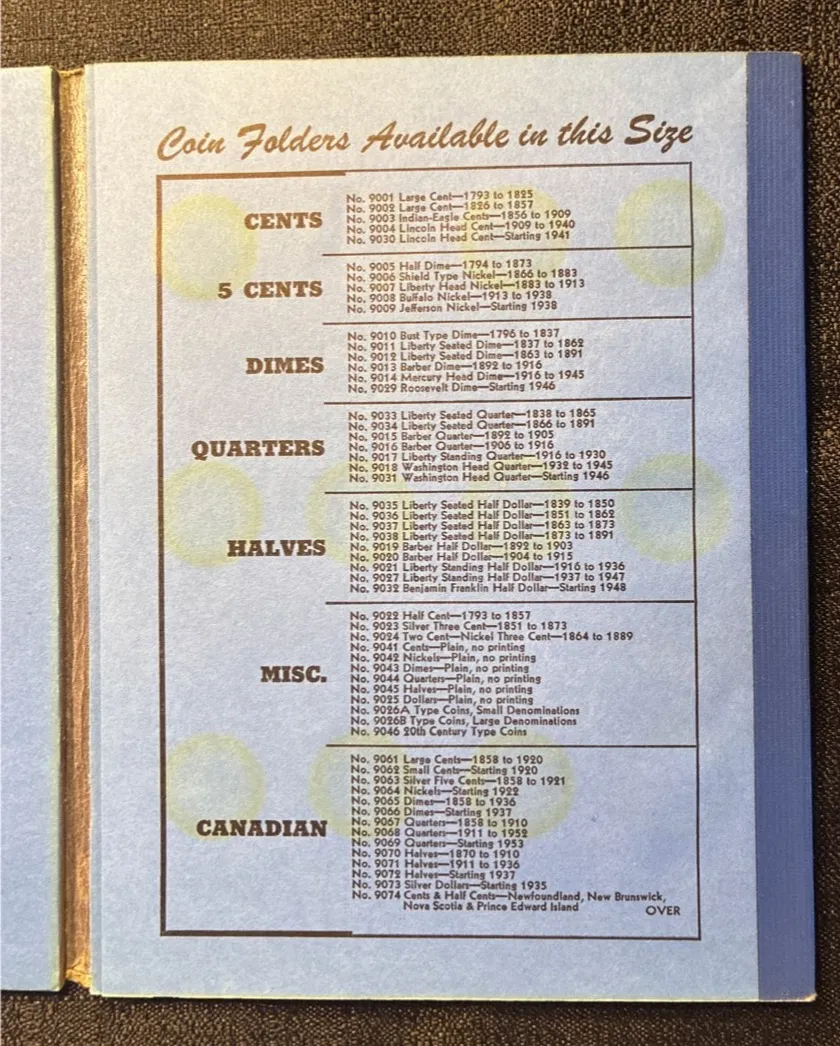 Coin Folders Available in this Size
CENTS
No. 9001 Large Cent—1793 to 1825
No. 9002 Large Cent—1826 to 1857
No. 9003 Indian-Eagle Cents—1856 to 1909
No. 9004 Lincoln Head Cent—1909 to 1940
No. 9030 Lincoln Head Cent—Starting 1941
5 CENTS
No. 9005 Half Dime—1794 to 1873
No. 9006 Shield Type Nickel—1866 to 1883
No. 9007 Liberty Head Nickel—1883 to 1913
No. 9008 Buffalo Nickel—1913 to 1938
No. 9009 Jefferson Nickel—Starting 1938
DIMES
No. 9010 Bust Type Dime—1796 to 1837
No. 9011 Liberty Seated Dime—1837 to 1862
No. 9012 Liberty Seated Dime—1863 to 1891
No. 9013 Barber Dime—1892 to 1916
No. 9014 Mercury Head Dime—1916 to 1945
No. 9029 Roosevelt Dime—Starting 1946
QUARTERS
No. 9033 Liberty Seated Quarter—1838 to 1865
No. 9034 Liberty Seated Quarter—1866 to 1891
No. 9015 Barber Quarter—1892 to 1905
No. 9016 Barber Quarter—1906 to 1916
No. 9017 Liberty Standing Quarter—1916 to 1930
No. 9018 Washington Head Quarter—1932 to 1945
No. 9031 Washington Head Quarter—Starting 1946
HALVES
No. 9035 Liberty Seated Half Dollar—1839 to 1850
No. 9036 Liberty Seated Half Dollar—1851 to 1862
No. 9037 Liberty Seated Half Dollar—1863 to 1873
No. 9038 Liberty Seated Half Dollar—1873 to 1891
No. 9019 Barber Half Dollar—1892 to 1903
No. 9020 Barber Half Dollar—1904 to 1915
No. 9021 Liberty Standing Half Dollar—1916 to 1936
No. 9027 Liberty Standing Half Dollar—1937 to 1947
No. 9032 Benjamin Franklin Half Dollar—Starting 1948
MISC.
No. 9022 Half Cent—1793 to 1857
No. 9023 Silver Three Cent—1851 to 1873
No. 9024 Two Cent—Nickel Three Cent—1864 to 1889
No. 9041 Cents—Plain, no printing
No. 9042 Nickels—Plain, no printing
No. 9043 Dimes—Plain, no printing
No. 9044 Quarters—Plain, no printing
No. 9045 Halves—Plain, no printing
No. 9025 Dollars—Plain, no printing
No. 9026A Type Coins, Small Denominations
No. 9026B Type Coins, Large Denominations
No. 9046 20th Century Type Coins
CANADIAN
No. 9061 Large Cents—1858 to 1920
No. 9062 Small Cents—Starting 1920
No. 9063 Silver Five Cents—1858 to 1921
No. 9064 Nickels—Starting 1922
No. 9065 Dimes—1858 to 1936
No. 9066 Dimes—Starting 1937
No. 9067 Quarters—1858 to 1910
No. 9068 Quarters—1911 to 1952
No. 9069 Quarters—Starting 1953
No. 9070 Halves—1870 to 1910
No. 9071 Halves—1911 to 1936
No. 9072 Halves—Starting 1937
No. 9073 Silver Dollars—Starting 1935
No. 9074 Cents & Half Cents—Newfoundland, New Brunswick,
Nova Scotia & Prince Edward Island
OVER